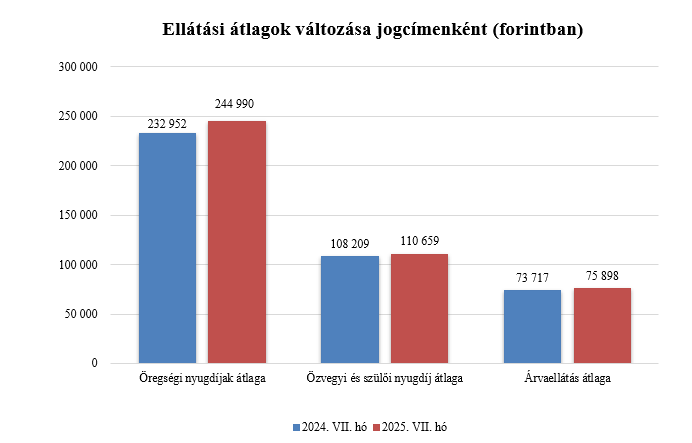 Ellátási átlagok változása jogcímenként (forintban)
300 000
250 000
200 000
150 000
100 000
50 000
0
232 952
244 990
108 209
110 659
73 717
75 898
Öregségi nyugdíjak átlaga
Özvegyi és szülői nyugdíj átlaga
Árvaellátás átlaga
2024. VII. hó
2025. VII. hó